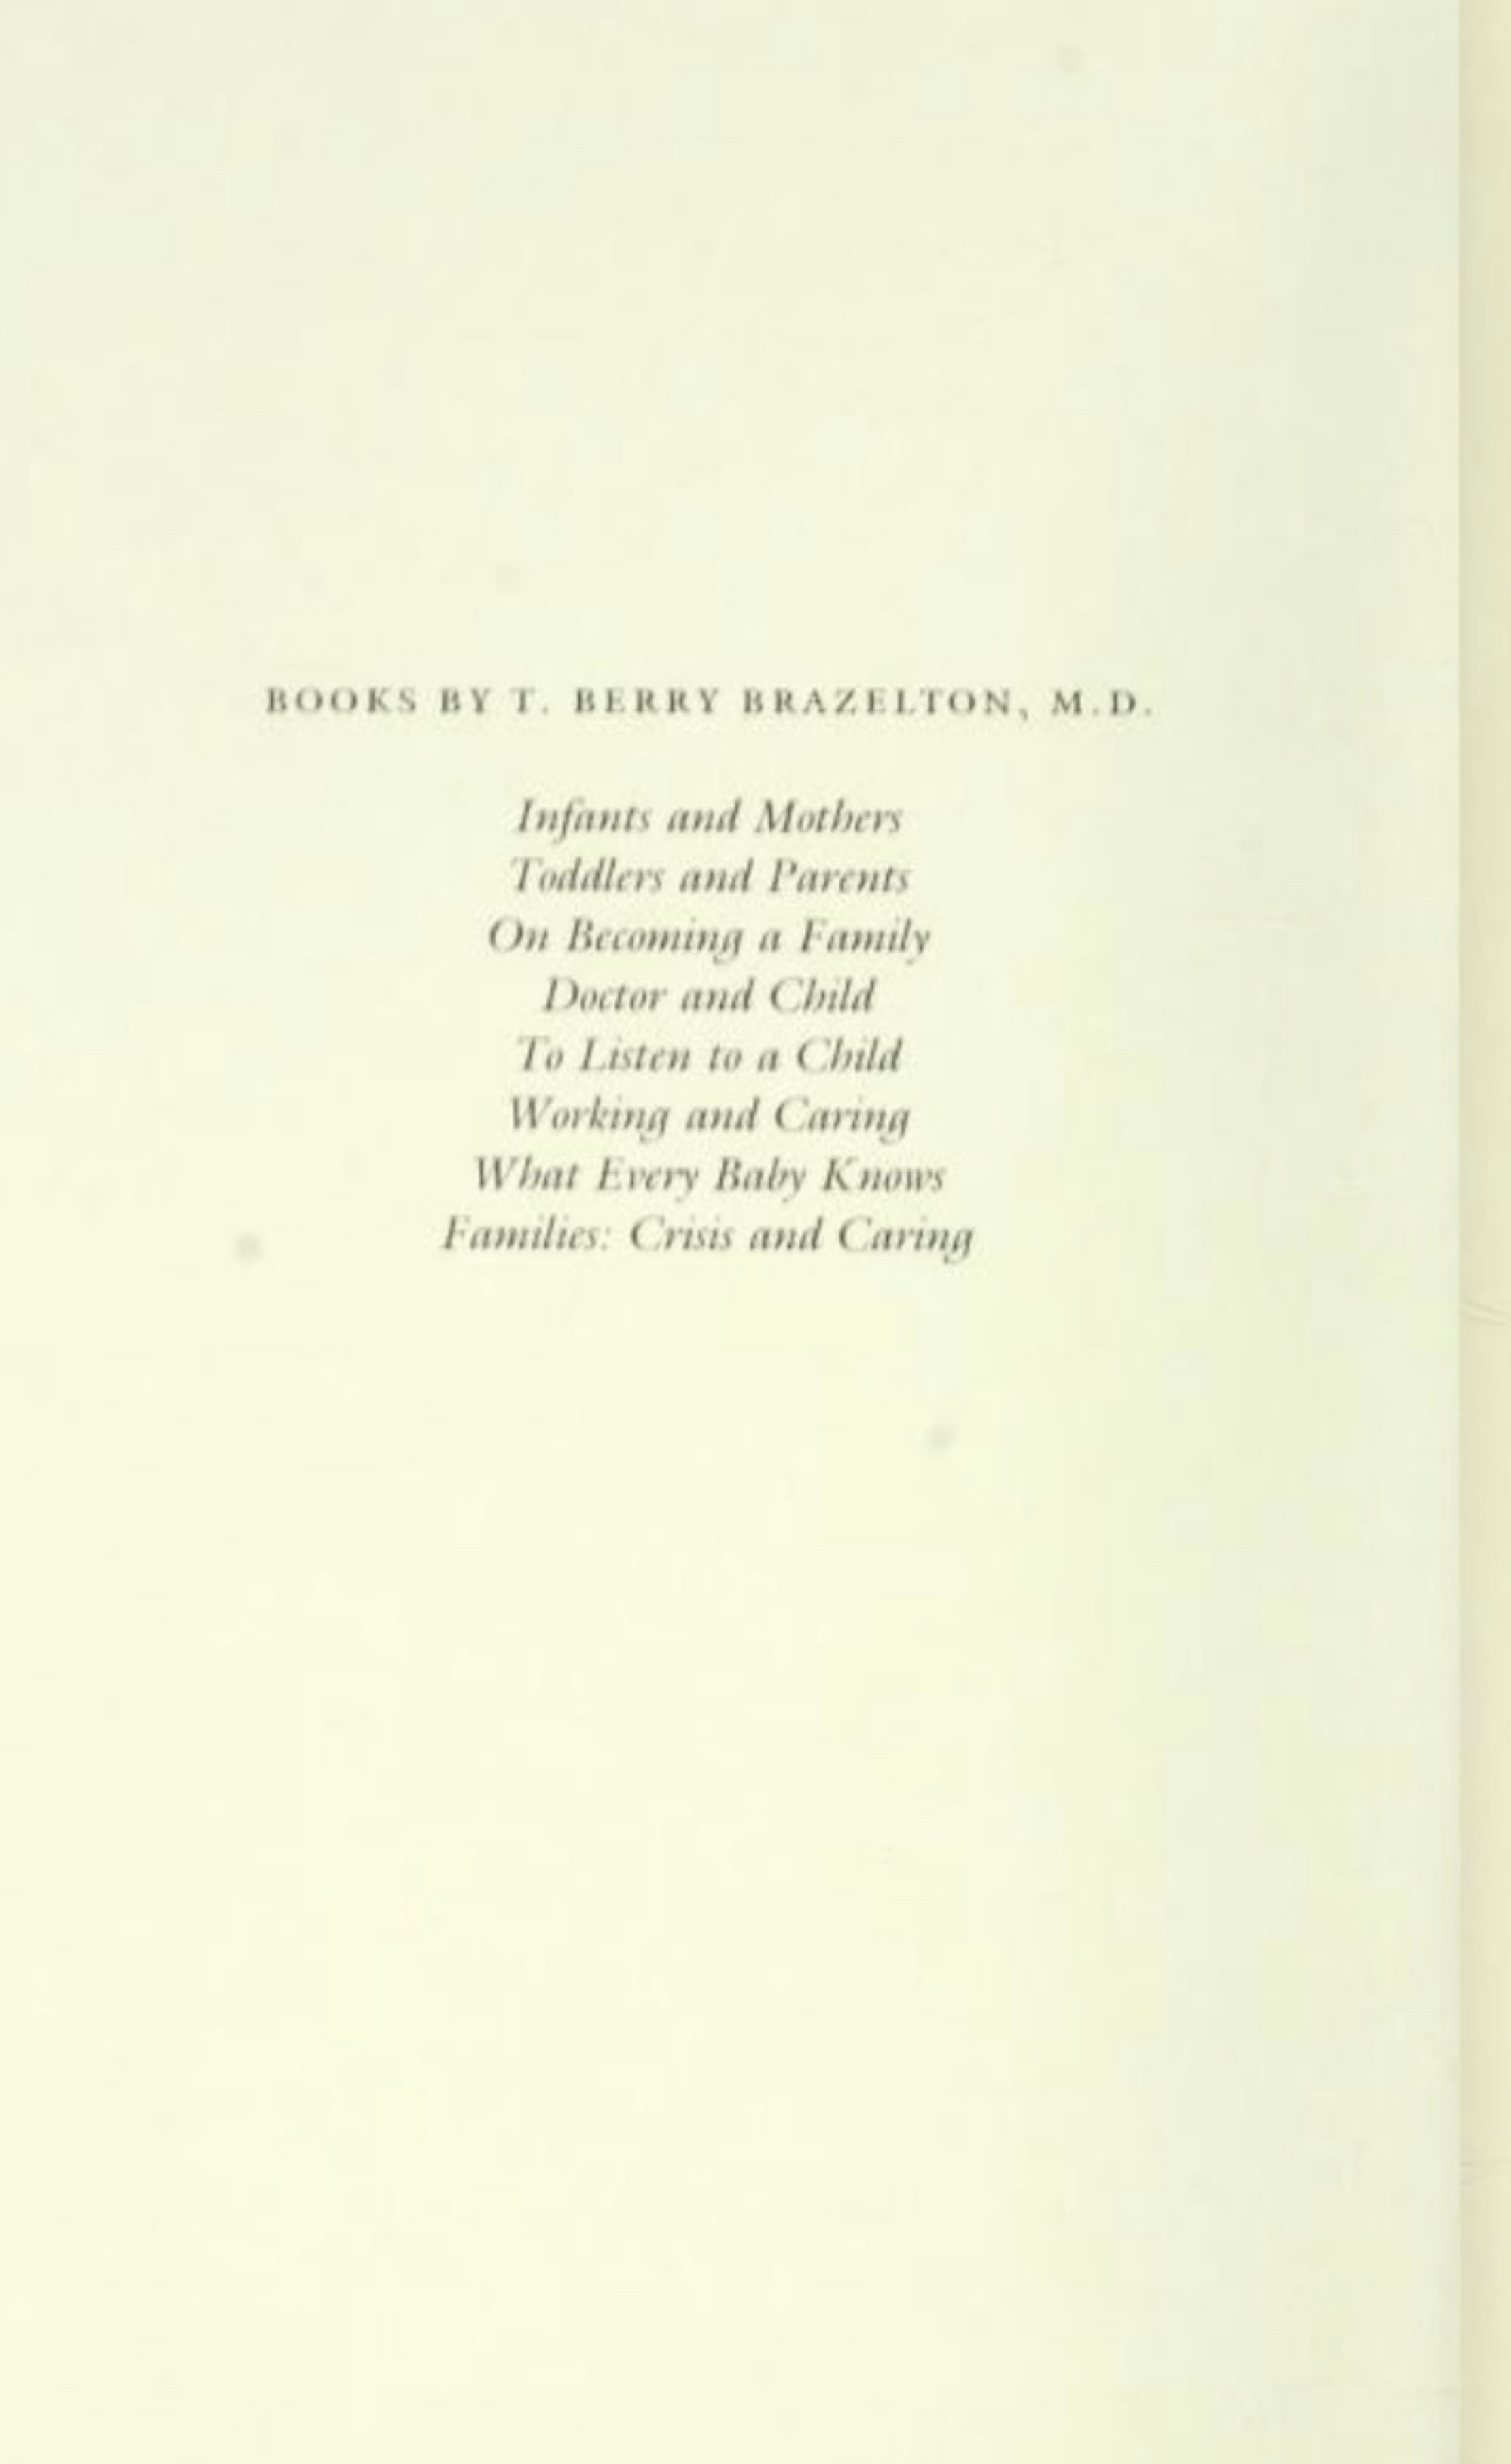 BOOKS BY T. BERRY BRAZELTON, M.D.
Infants and Mothers
Toddlers and Parents
On Becoming a Family
Doctor and Child
To Listen to a Child
Working and Caring
What Every Baby Knows
Families: Crisis and Caring